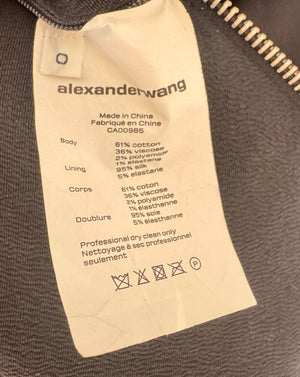 0
alexanderwang
Made in China
Fabriqué en China
CA00985
Body 61% cotton
36% viscose
2% polyamide
1% elastane
Lining 95% silk
5% elastane
Corps 61% coton
36% viscose
2% polyamide
1% élasthanne
Doublure 95% soie
5% élasthanne
Professional dry clean only
Nettoyage à sec professionnel
seulement
P